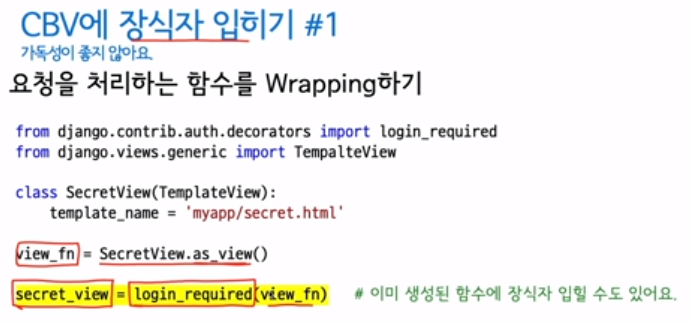 CBV에 장식자 입히기 #1
가독성이 좋지 않아요.
요청을 처리하는 함수를 Wrapping하기
from django.contrib.auth.decorators import login_required
from django.views.generic import TempalteView
class SecretView(TemplateView):
    template_name = 'myapp/secret.html'
view_fn = SecretView.as_view()
secret_view = login_required(view_fn) # 이미 생성된 함수에 장식자 입힐 수도 있어요.